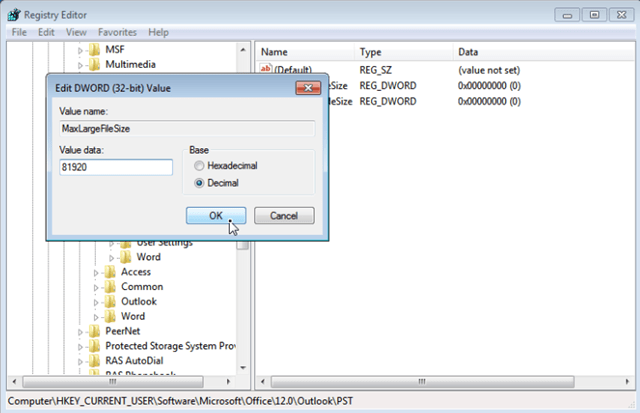 Registry Editor
File Edit View Favorites Help
MSF
Multimedia
Name Type Data
(Default) REG_SZ (value not set)
eSize REG_DWORD 0x00000000 (0)
eSize REG_DWORD 0x00000000 (0)
Edit DWORD (32-bit) Value
Value name:
MaxLargeFileSize
Value data:
81920
Base
Hexadecimal
Decimal
OK
Cancel
User Settings
Word
Access
Common
Outlook
Word
PeerNet
Protected Storage System Prov
RAS AutoDial
RAS Phonebook
Computer\HKEY_CURRENT_USER\Software\Microsoft\Office\12.0\Outlook\PST